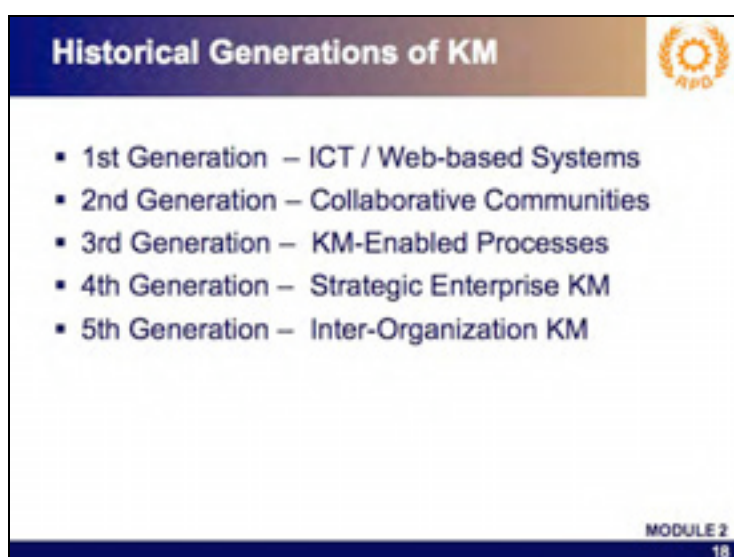 Historical Generations of KM
APO
▪ 1st Generation – ICT / Web-based Systems
▪ 2nd Generation – Collaborative Communities
▪ 3rd Generation – KM-Enabled Processes
▪ 4th Generation – Strategic Enterprise KM
▪ 5th Generation – Inter-Organization KM
MODULE 2
18